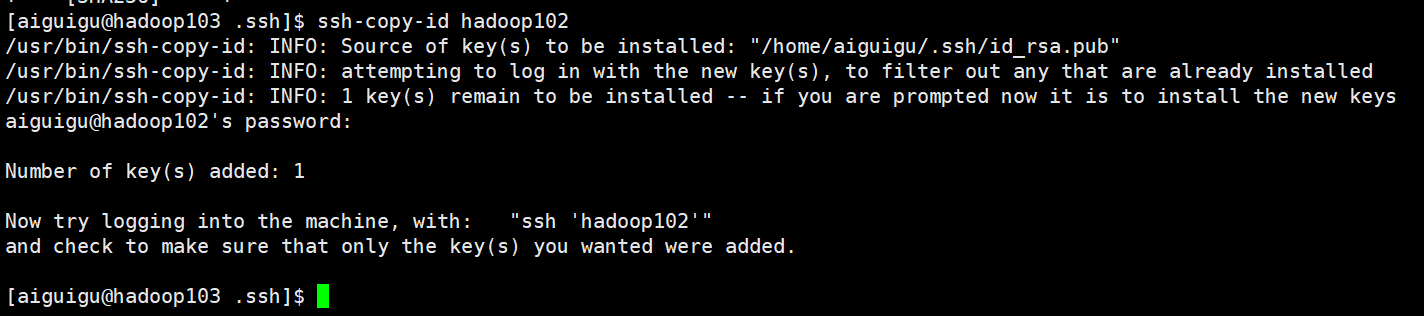 [aiguigu@hadoop103 .ssh]$ ssh-copy-id hadoop102
/usr/bin/ssh-copy-id: INFO: Source of key(s) to be installed: "/home/aiguigu/.ssh/id_rsa.pub"
/usr/bin/ssh-copy-id: INFO: attempting to log in with the new key(s), to filter out any that are already installed
/usr/bin/ssh-copy-id: INFO: 1 key(s) remain to be installed -- if you are prompted now it is to install the new keys
aiguigu@hadoop102's password:
Number of key(s) added: 1
Now try logging into the machine, with:   "ssh 'hadoop102'"
and check to make sure that only the key(s) you wanted were added.
[aiguigu@hadoop103 .ssh]$